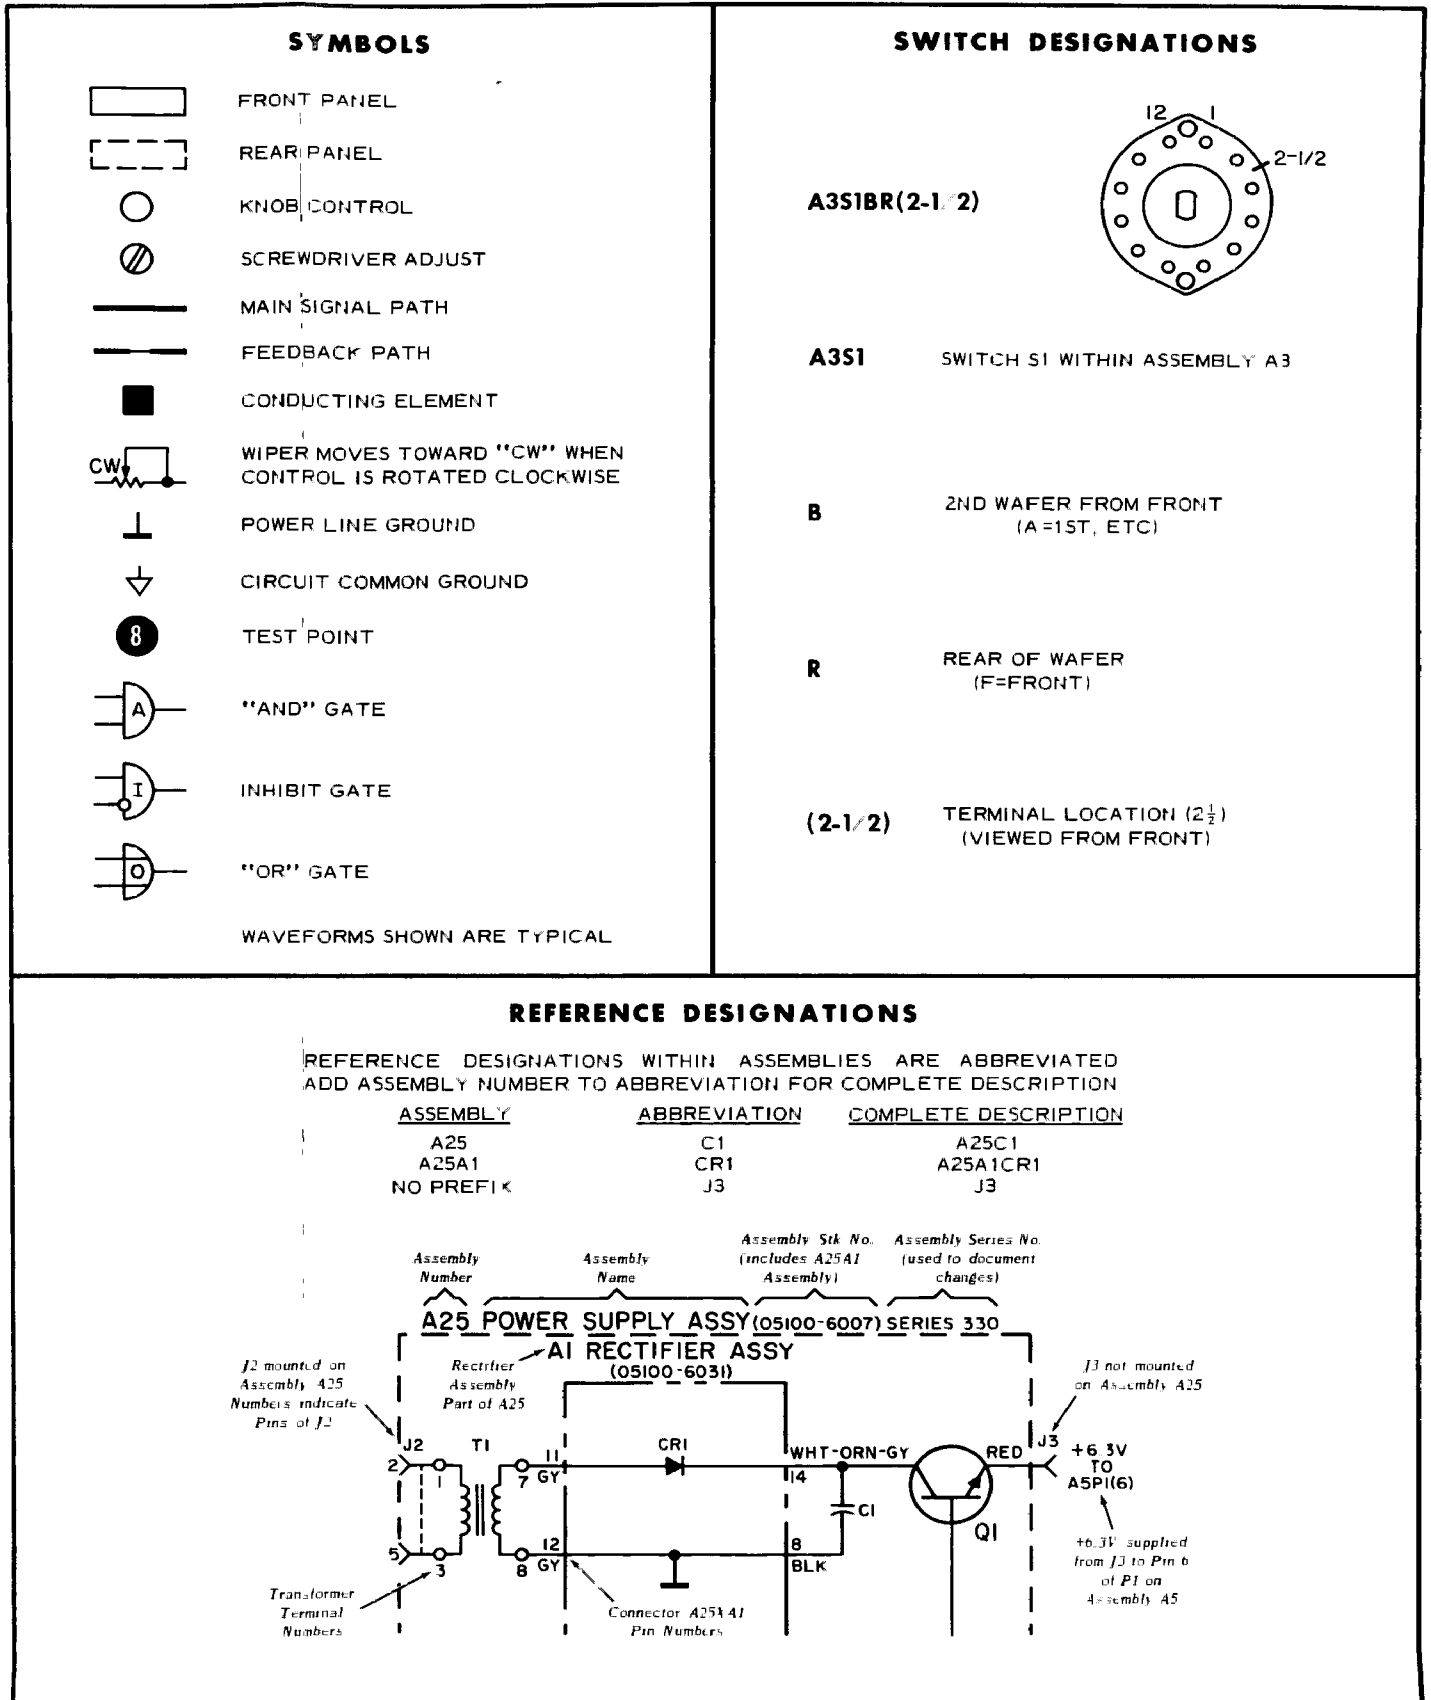 SYMBOLS
FRONT PANEL
REAR PANEL
KNOB CONTROL
SCREWDRIVER ADJUST
MAIN SIGNAL PATH
FEEDBACK PATH
CONDUCTING ELEMENT
CW
WIPER MOVES TOWARD "CW" WHEN
CONTROL IS ROTATED CLOCKWISE
POWER LINE GROUND
CIRCUIT COMMON GROUND
8
TEST POINT
A
"AND" GATE
I
INHIBIT GATE
O
"OR" GATE
WAVEFORMS SHOWN ARE TYPICAL
SWITCH DESIGNATIONS
12 1
2-1/2
A3S1BR(2-1/2)
A3S1 SWITCH S1 WITHIN ASSEMBLY A3
B 2ND WAFER FROM FRONT
(A=1ST, ETC)
R REAR OF WAFER
(F=FRONT)
(2-1/2) TERMINAL LOCATION (2½)
(VIEWED FROM FRONT)
REFERENCE DESIGNATIONS
REFERENCE DESIGNATIONS WITHIN ASSEMBLIES ARE ABBREVIATED
ADD ASSEMBLY NUMBER TO ABBREVIATION FOR COMPLETE DESCRIPTION
ASSEMBLY ABBREVIATION COMPLETE DESCRIPTION
A25 C1 A25C1
A25A1 CR1 A25A1CR1
NO PREFIX J3 J3
Assembly
Number
Assembly
Name
Assembly Stk No.
(includes A25A1
Assembly)
Assembly Series No.
(used to document
changes)
A25 POWER SUPPLY ASSY (05100-6007) SERIES 330
A1 RECTIFIER ASSY
(05100-6031)
J2 mounted on
Assembly A25
Numbers indicate
Pins of J2
Rectifier
Assembly
Part of A25
J3 not mounted
on Assembly A25
J2 T1 11 CR1 WHT-ORN-GY RED J3
2 1 7 GY 14
C1
Q1
+6.3V
TO
A5P1(6)
5 3 8 12 GY 8 BLK
+6.3V supplied
from J3 to Pin 6
of P1 on
Assembly A5
Transformer
Terminal
Numbers
Connector A25XA1
Pin Numbers